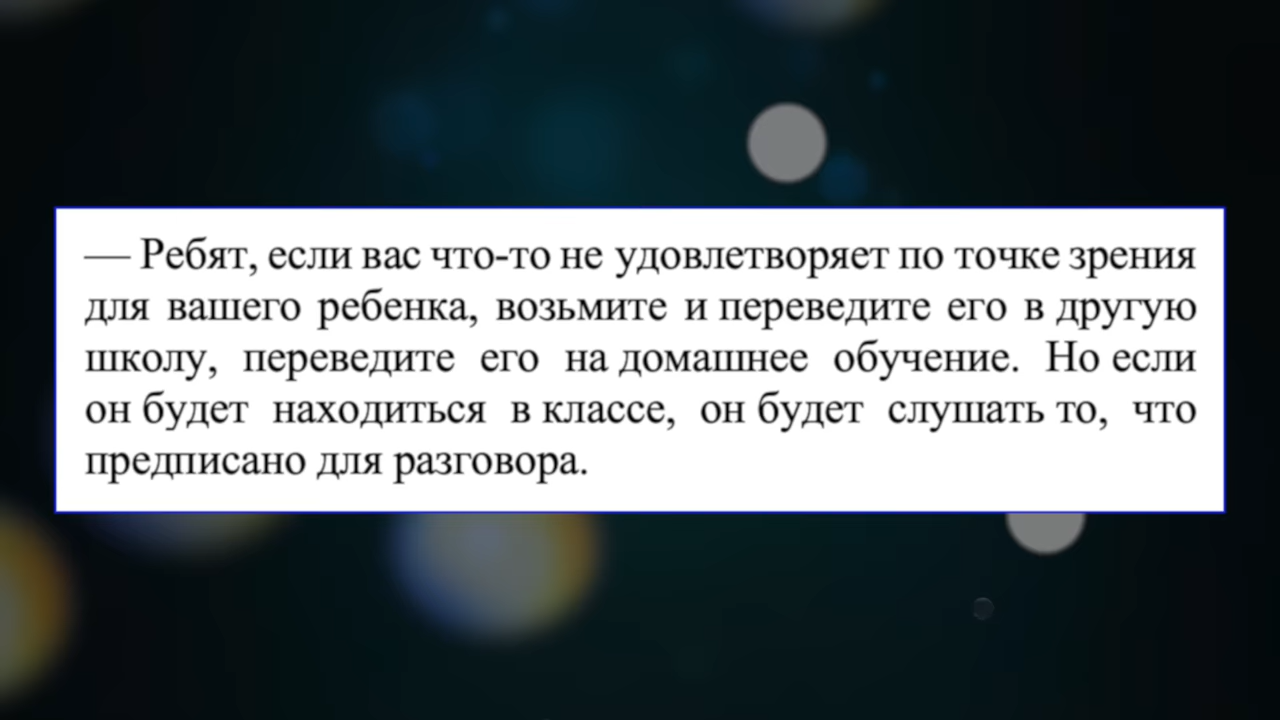 — Ребят, если вас что-то не удовлетворяет по точке зрения
для вашего ребенка, возьмите и переведите его в другую
школу, переведите его на домашнее обучение. Но если
он будет находиться в классе, он будет слушать то, что
предписано для разговора.